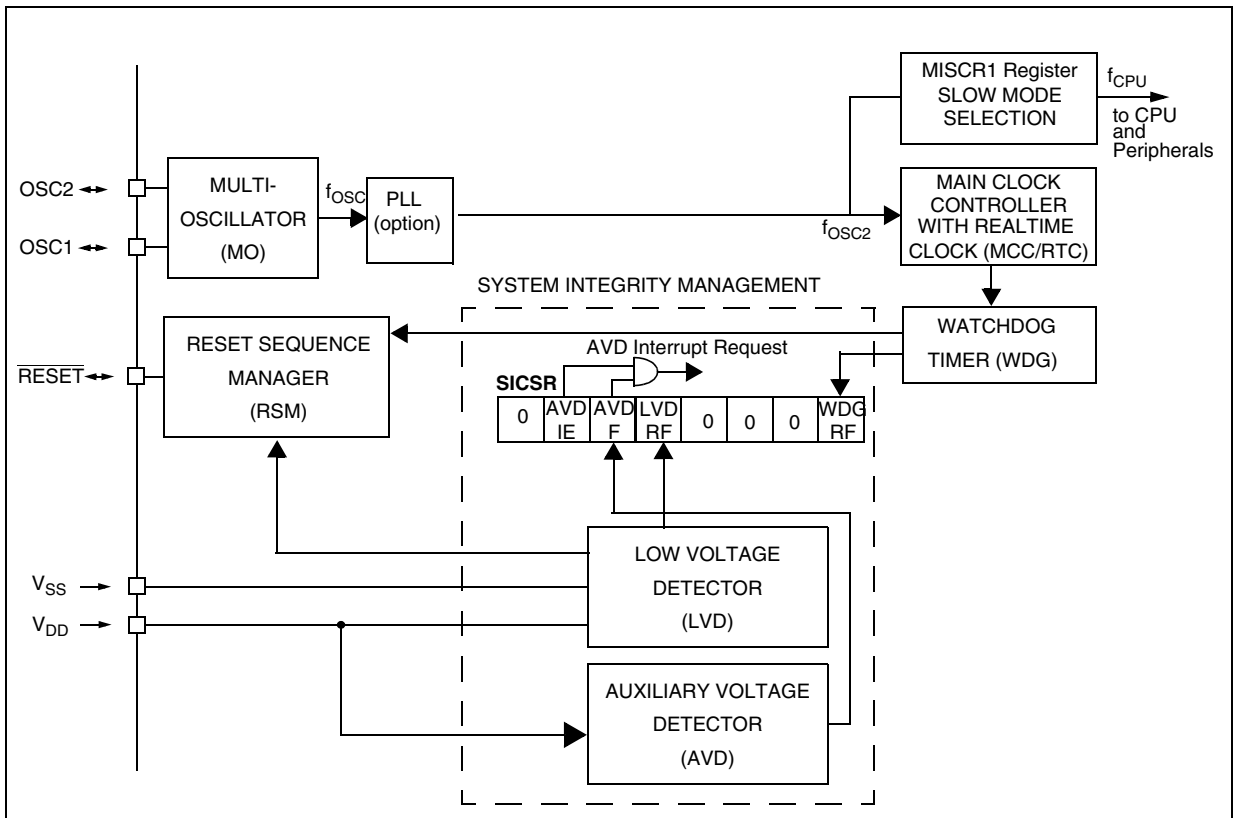 MISCR1 Register
SLOW MODE
SELECTION
fCPU
to CPU
and
Peripherals
OSC2
OSC1
MULTI-
OSCILLATOR
(MO)
fOSC
PLL
(option)
fOSC2
MAIN CLOCK
CONTROLLER
WITH REALTIME
CLOCK (MCC/RTC)
SYSTEM INTEGRITY MANAGEMENT
RESET
RESET SEQUENCE
MANAGER
(RSM)
AVD Interrupt Request
WATCHDOG
TIMER (WDG)
SICSR
0
AVD
IE
AVD
F
LVD
RF
0
0
0
WDG
RF
VSS
VDD
LOW VOLTAGE
DETECTOR
(LVD)
AUXILIARY VOLTAGE
DETECTOR
(AVD)